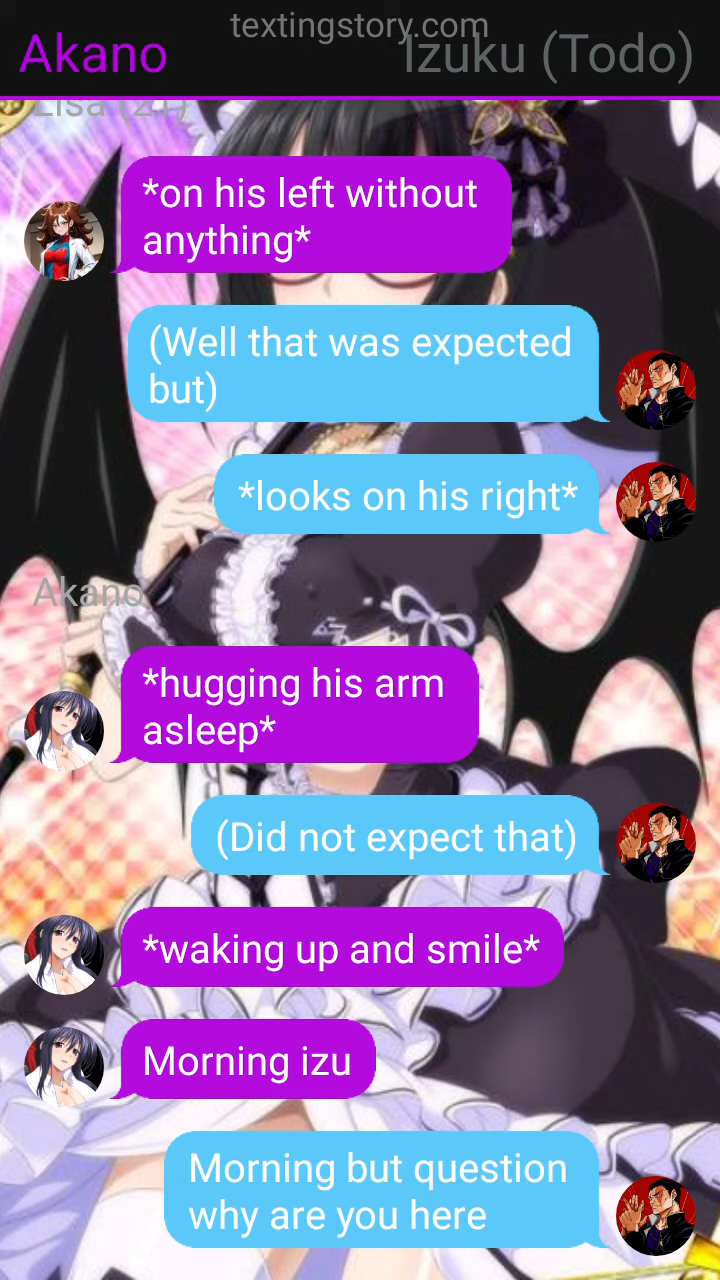 textingstory.com
Akano
Izuku (Todo)
Lisa (21)
*on his left without
anything*
(Well that was expected
but)
*looks on his right*
Akano
*hugging his arm
asleep*
(Did not expect that)
*waking up and smile*
Morning izu
Morning but question
why are you here